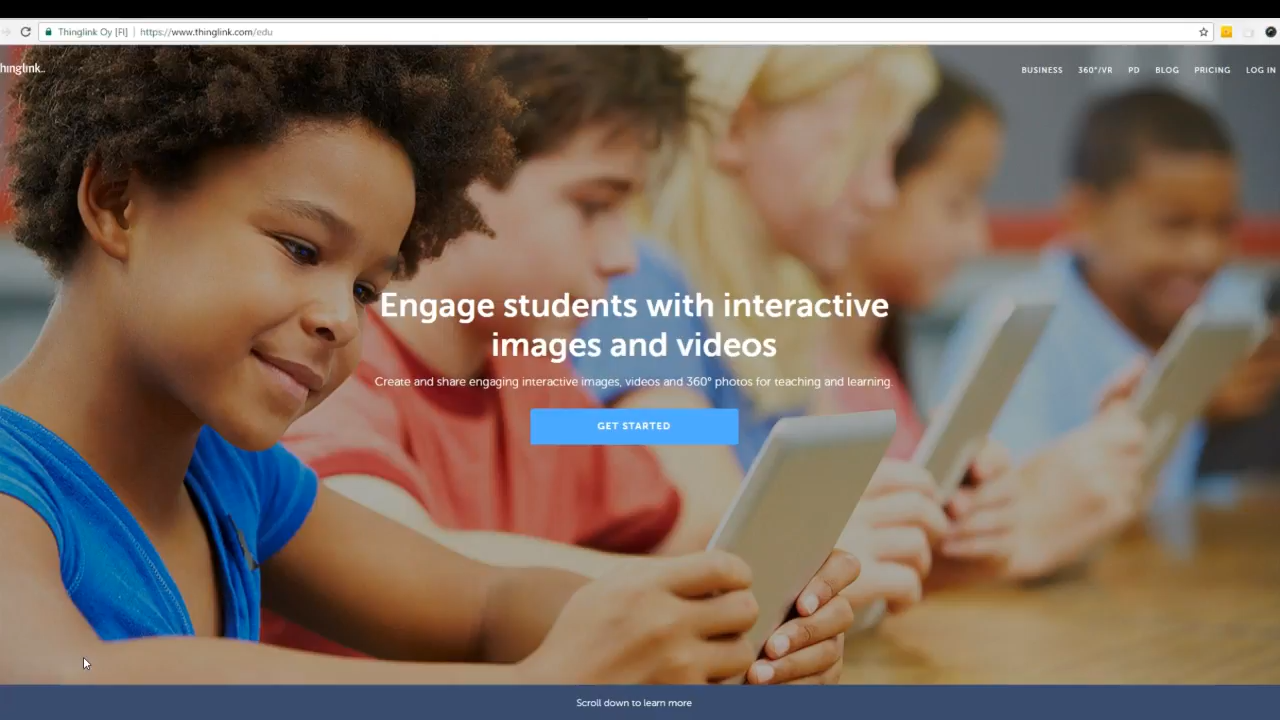 Thinglink Oy [FI] | https://www.thinglink.com/edu
hinglink..
BUSINESS 360°/VR PD BLOG PRICING LOG IN
Engage students with interactive
images and videos
Create and share engaging interactive images, videos and 360° photos for teaching and learning.
GET STARTED
Scroll down to learn more